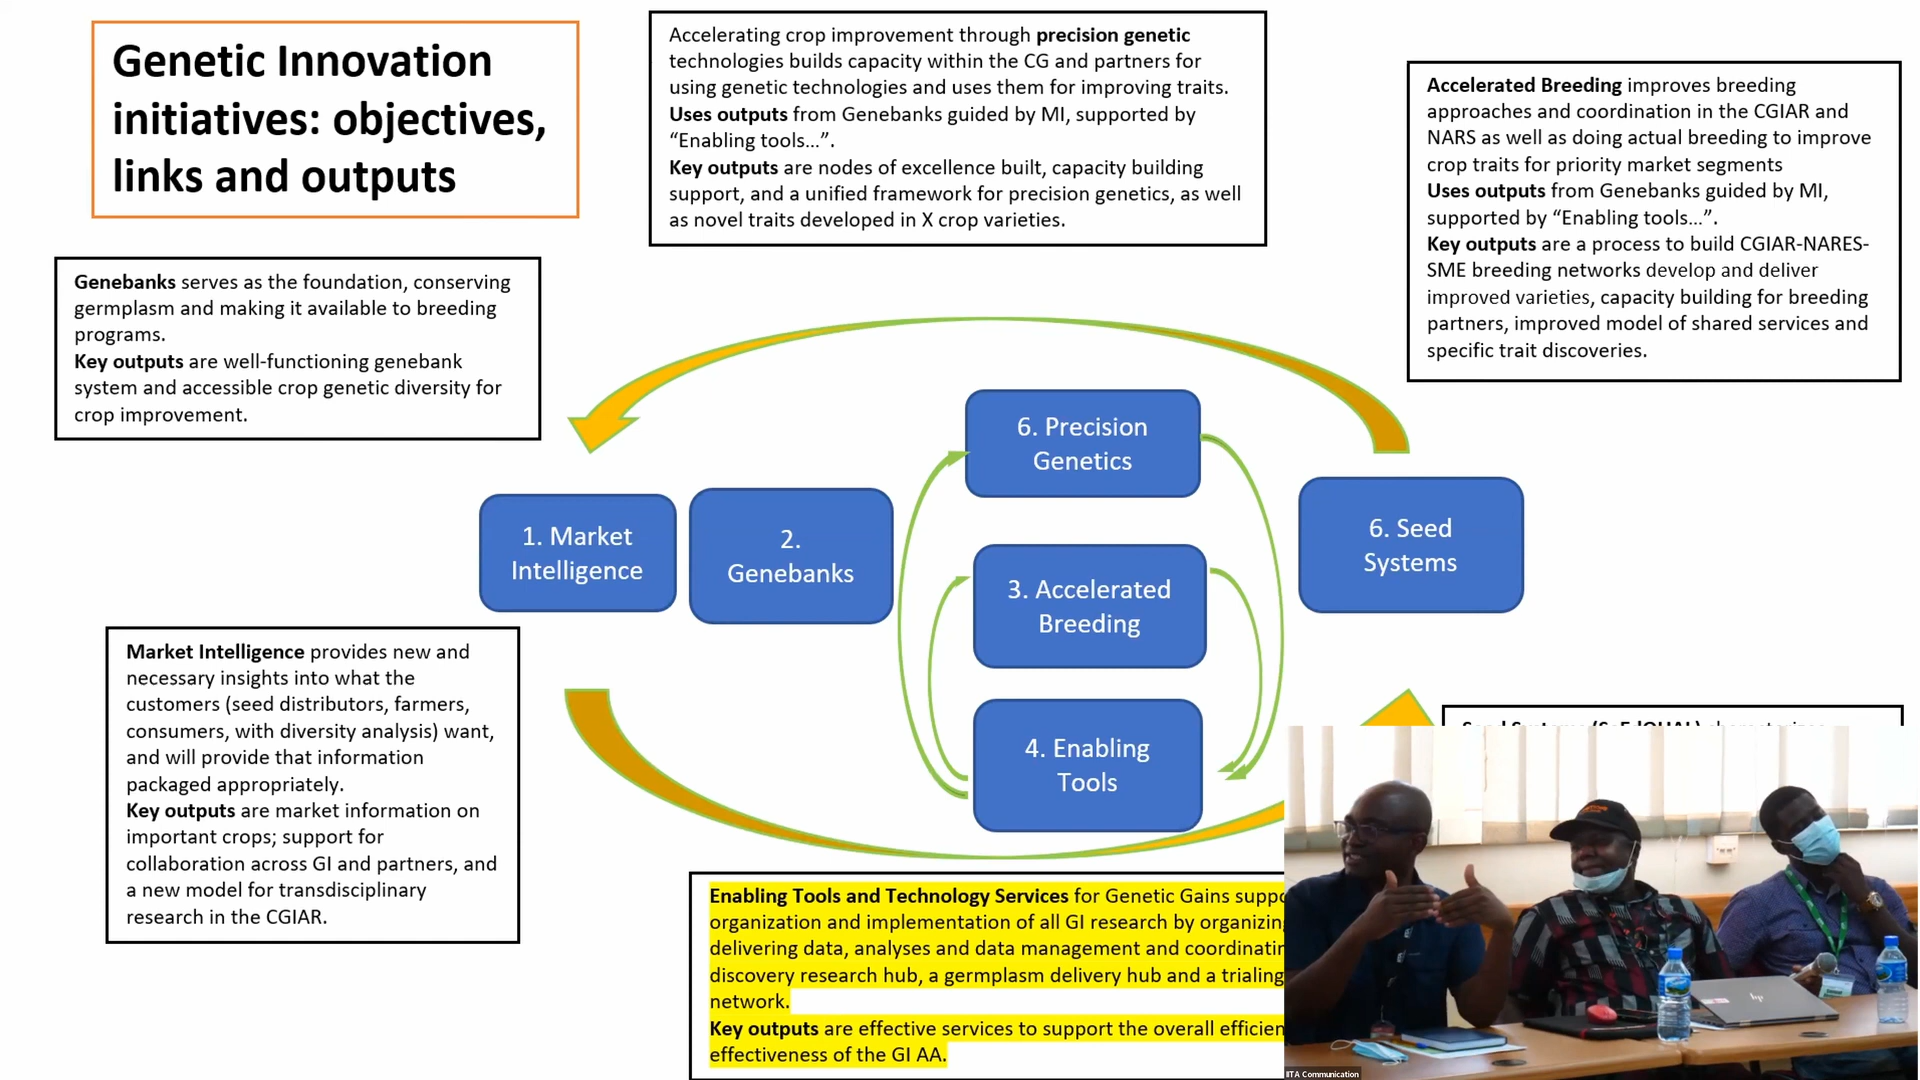 Genetic Innovation
initiatives: objectives,
links and outputs
Accelerating crop improvement through precision genetic
technologies builds capacity within the CG and partners for
using genetic technologies and uses them for improving traits.
Uses outputs from Genebanks guided by MI, supported by
“Enabling tools…”.
Key outputs are nodes of excellence built, capacity building
support, and a unified framework for precision genetics, as well
as novel traits developed in X crop varieties.
Accelerated Breeding improves breeding
approaches and coordination in the CGIAR and
NARS as well as doing actual breeding to improve
crop traits for priority market segments
Uses outputs from Genebanks guided by MI,
supported by “Enabling tools…”.
Key outputs are a process to build CGIAR-NARES-
SME breeding networks develop and deliver
improved varieties, capacity building for breeding
partners, improved model of shared services and
specific trait discoveries.
Genebanks serves as the foundation, conserving
germplasm and making it available to breeding
programs.
Key outputs are well-functioning genebank
system and accessible crop genetic diversity for
crop improvement.
6. Precision
Genetics
1. Market
Intelligence
2.
Genebanks
3. Accelerated
Breeding
4. Enabling
Tools
6. Seed
Systems
Market Intelligence provides new and
necessary insights into what the
customers (seed distributors, farmers,
consumers, with diversity analysis) want,
and will provide that information
packaged appropriately.
Key outputs are market information on
important crops; support for
collaboration across GI and partners, and
a new model for transdisciplinary
research in the CGIAR.
Enabling Tools and Technology Services for Genetic Gains supp
organization and implementation of all GI research by organizing
delivering data, analyses and data management and coordinatin
discovery research hub, a germplasm delivery hub and a trialing
network.
Key outputs are effective services to support the overall efficien
effectiveness of the GI AA.
IITA Communication